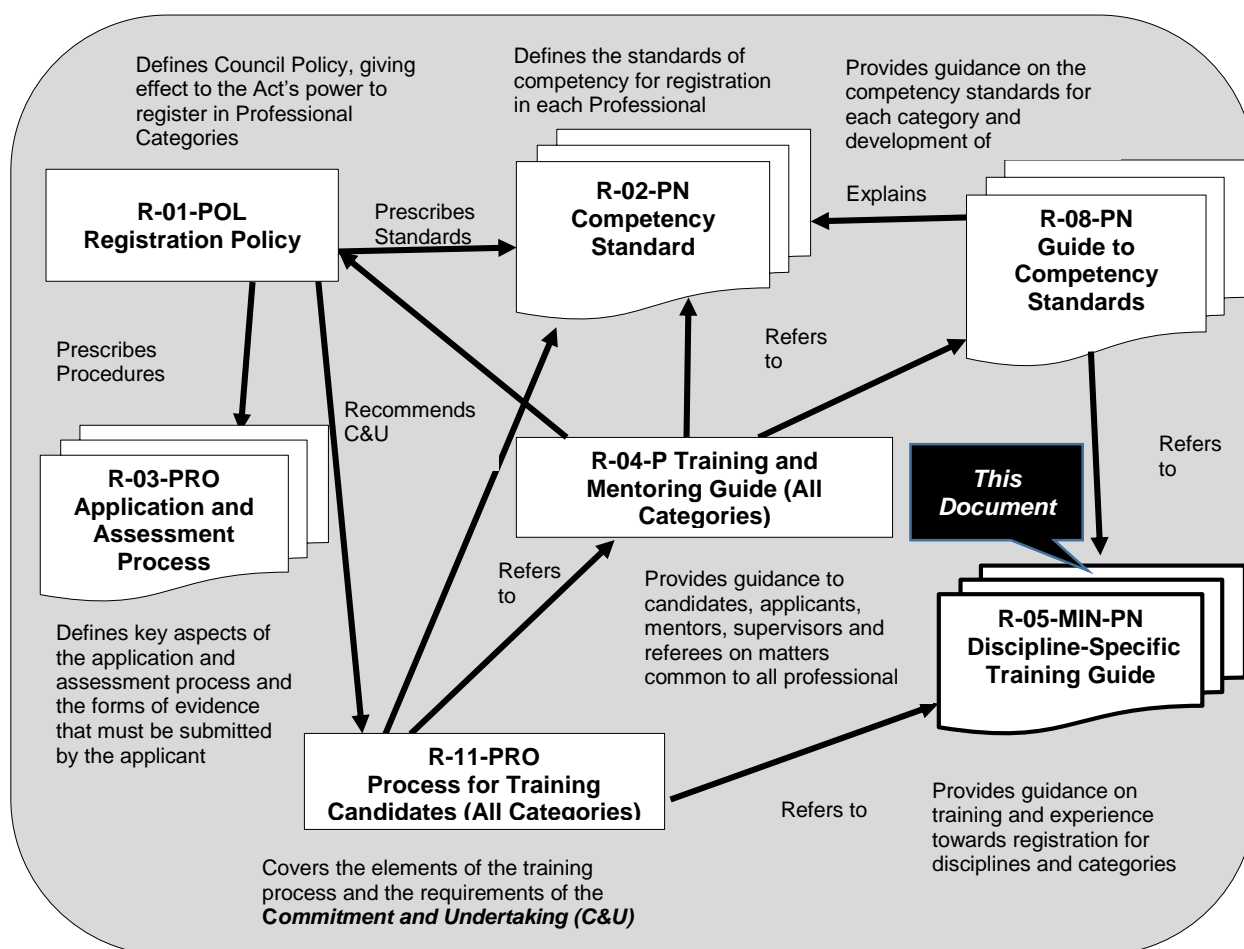 Defines Council Policy, giving
effect to the Act's power to
register in Professional
Categories
Defines the standards of
competency for registration
in each Professional
Provides guidance on the
competency standards for
each category and
development of
R-01-POL
Registration Policy
Prescribes
Standards
R-02-PN
Competency
Standard
Explains
R-08-PN
Guide to
Competency
Standards
Prescribes
Procedures
Recommends
C&U
Refers
to
Refers
to
R-03-PRO
Application and
Assessment
Process
R-04-P Training and
Mentoring Guide (All
Categories)
This
Document
Refers
to
Defines key aspects of
the application and
assessment process and
the forms of evidence
that must be submitted
by the applicant
Provides guidance to
candidates, applicants,
mentors, supervisors and
referees on matters
common to all professional
R-05-MIN-PN
Discipline-Specific
Training Guide
R-11-PRO
Process for Training
Candidates (All Categories)
Refers to
Provides guidance on
training and experience
towards registration for
disciplines and categories
Covers the elements of the training
process and the requirements of the
Commitment and Undertaking (C&U)